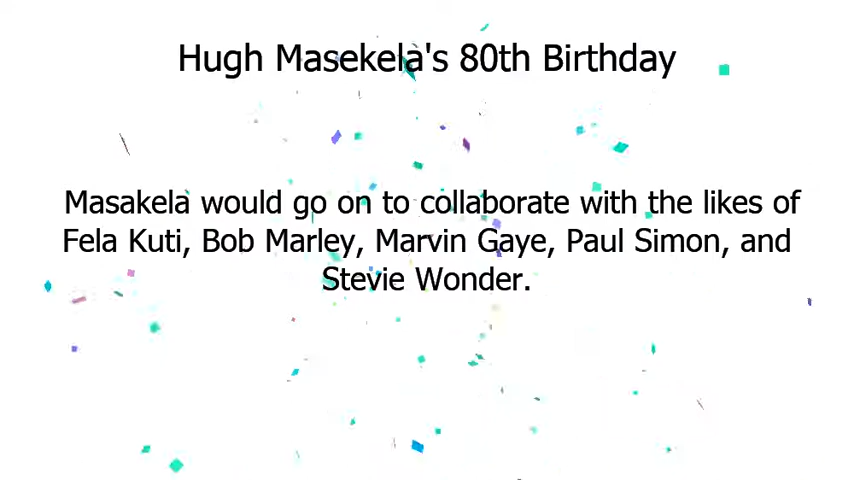 Hugh Masekela's 80th Birthday
Masakela would go on to collaborate with the likes of
Fela Kuti, Bob Marley, Marvin Gaye, Paul Simon, and
Stevie Wonder.